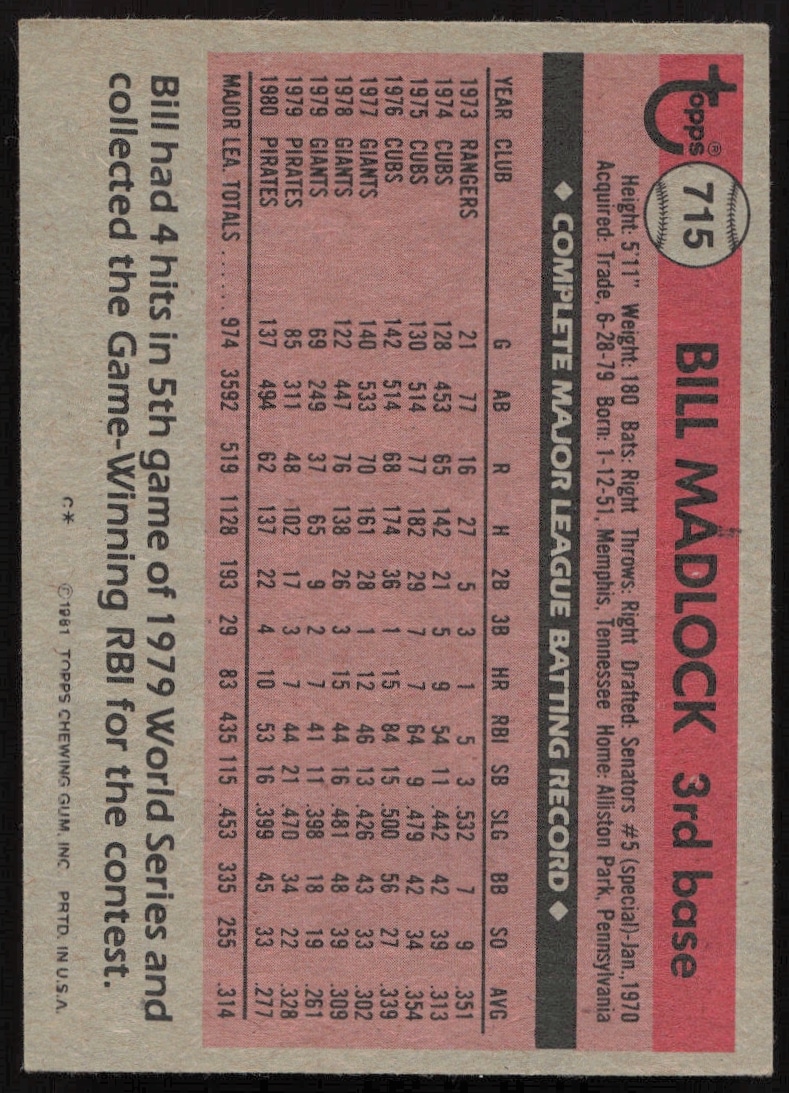 topps®
715
BILL MADLOCK 3rd base
Height: 5'11" Weight: 180 Bats: Right Throws: Right Drafted: Senators #5 (special)-Jan., 1970
Acquired: Trade, 6-28-79 Born: 1-12-51, Memphis, Tennessee Home: Alliston Park, Pennsylvania
◆ COMPLETE MAJOR LEAGUE BATTING RECORD ◆
YEAR CLUB G AB R H 2B 3B HR RBI SB SLG BB SO AVG
1973 RANGERS 21 77 16 27 5 3 1 5 3 .532 7 9 .351
1974 CUBS 128 453 65 142 21 5 9 54 11 .442 42 39 .313
1975 CUBS 130 514 77 182 29 7 7 64 9 .479 42 34 .354
1976 CUBS 142 514 68 174 36 1 15 84 15 .500 56 27 .339
1977 GIANTS 140 533 70 161 28 1 12 46 13 .426 43 33 .302
1978 GIANTS 122 447 76 138 26 3 15 44 16 .481 48 39 .309
1979 GIANTS 69 249 37 65 9 2 7 41 11 .398 18 19 .261
1979 PIRATES 85 311 48 102 17 3 7 44 21 .470 34 22 .328
1980 PIRATES 137 494 62 137 22 4 10 53 16 .399 45 33 .277
MAJOR LEA. TOTALS ...... 974 3592 519 1128 193 29 83 435 115 .453 335 255 .314
Bill had 4 hits in 5th game of 1979 World Series and
collected the Game-Winning RBI for the contest.
C* ©1981 TOPPS CHEWING GUM, INC PRTD. IN U.S.A.